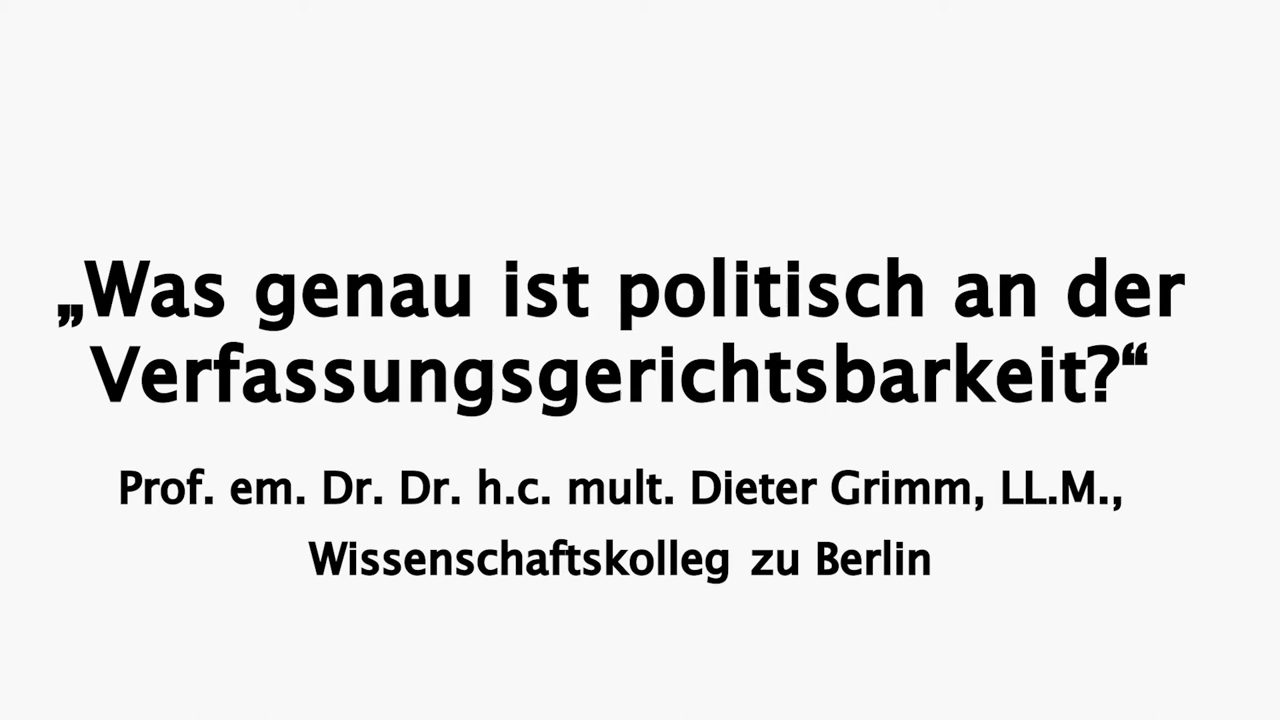 „Was genau ist politisch an der
Verfassungsgerichtsbarkeit?“
Prof. em. Dr. Dr. h.c. mult. Dieter Grimm, LL.M.,
Wissenschaftskolleg zu Berlin